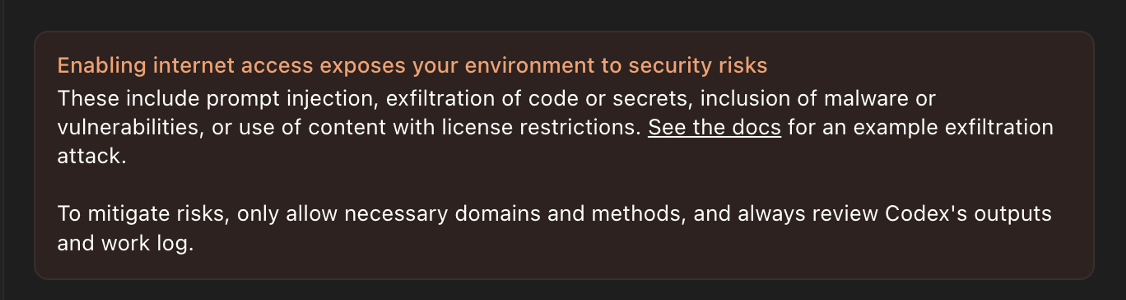 Enabling internet access exposes your environment to security risks
These include prompt injection, exfiltration of code or secrets, inclusion of malware or
vulnerabilities, or use of content with license restrictions. See the docs for an example exfiltration
attack.
To mitigate risks, only allow necessary domains and methods, and always review Codex's outputs
and work log.